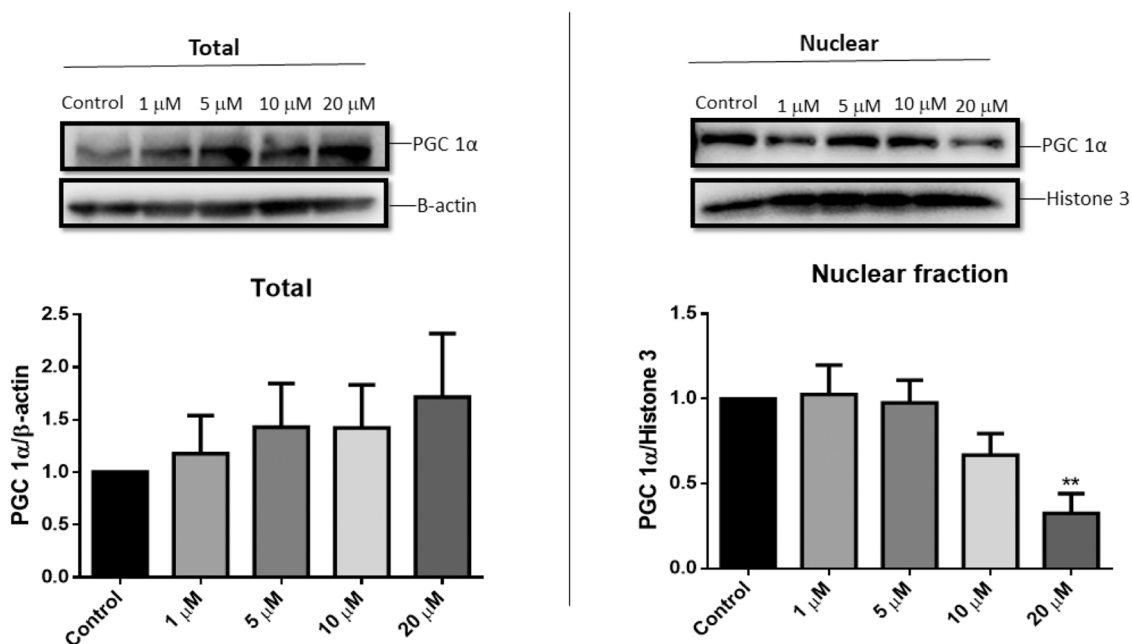 Total
Control 1 μM 5 μM 10 μM 20 μM
PGC 1α
B-actin
Total
PGC 1α/β-actin
2.5
2.0
1.5
1.0
0.5
0.0
Control 1 μM 5 μM 10 μM 20 μM
Nuclear
Control 1 μM 5 μM 10 μM 20 μM
PGC 1α
Histone 3
Nuclear fraction
PGC 1α/Histone 3
1.5
1.0
0.5
0.0
**
Control 1 μM 5 μM 10 μM 20 μM